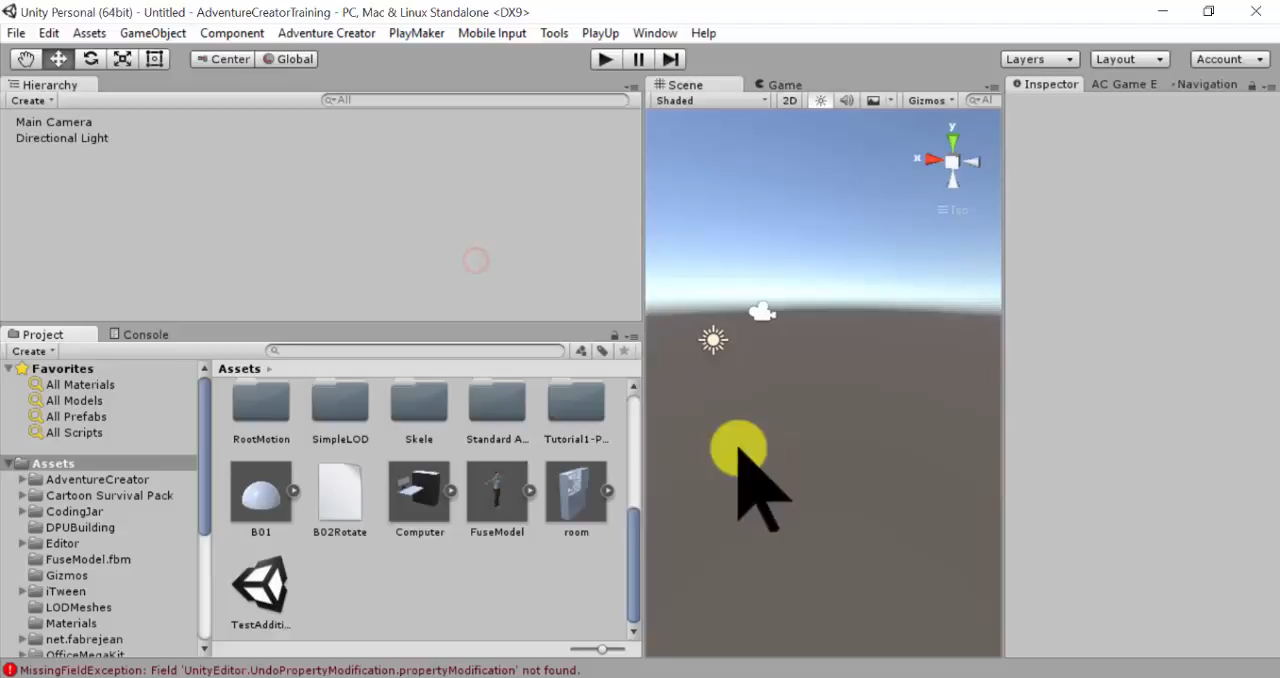 Unity Personal (64bit) - Untitled - AdventureCreatorTraining - PC, Mac & Linux Standalone <DX9>
File Edit Assets GameObject Component Adventure Creator PlayMaker Mobile Input Tools PlayUp Window Help
Center Global Layers Layout Account
Hierarchy Scene Game Inspector AC Game E Navigation
Create All Shaded 2D Gizmos Al
Main Camera
Directional Light
y
x
Iso
Project Console
Create
Favorites Assets
All Materials
All Models
All Prefabs
All Scripts
RootMotion SimpleLOD Skele Standard A... Tutorial1-P...
Assets
AdventureCreator
Cartoon Survival Pack
CodingJar
DPUBuilding
B01 B02Rotate Computer FuseModel room
Editor
FuseModel.fbm
Gizmos
iTween
LODMeshes
Materials
TestAdditi...
net.fabrejean
OfficeMegaKit
MissingFieldException: Field 'UnityEditor.UndoPropertyModification.propertyModification' not found.